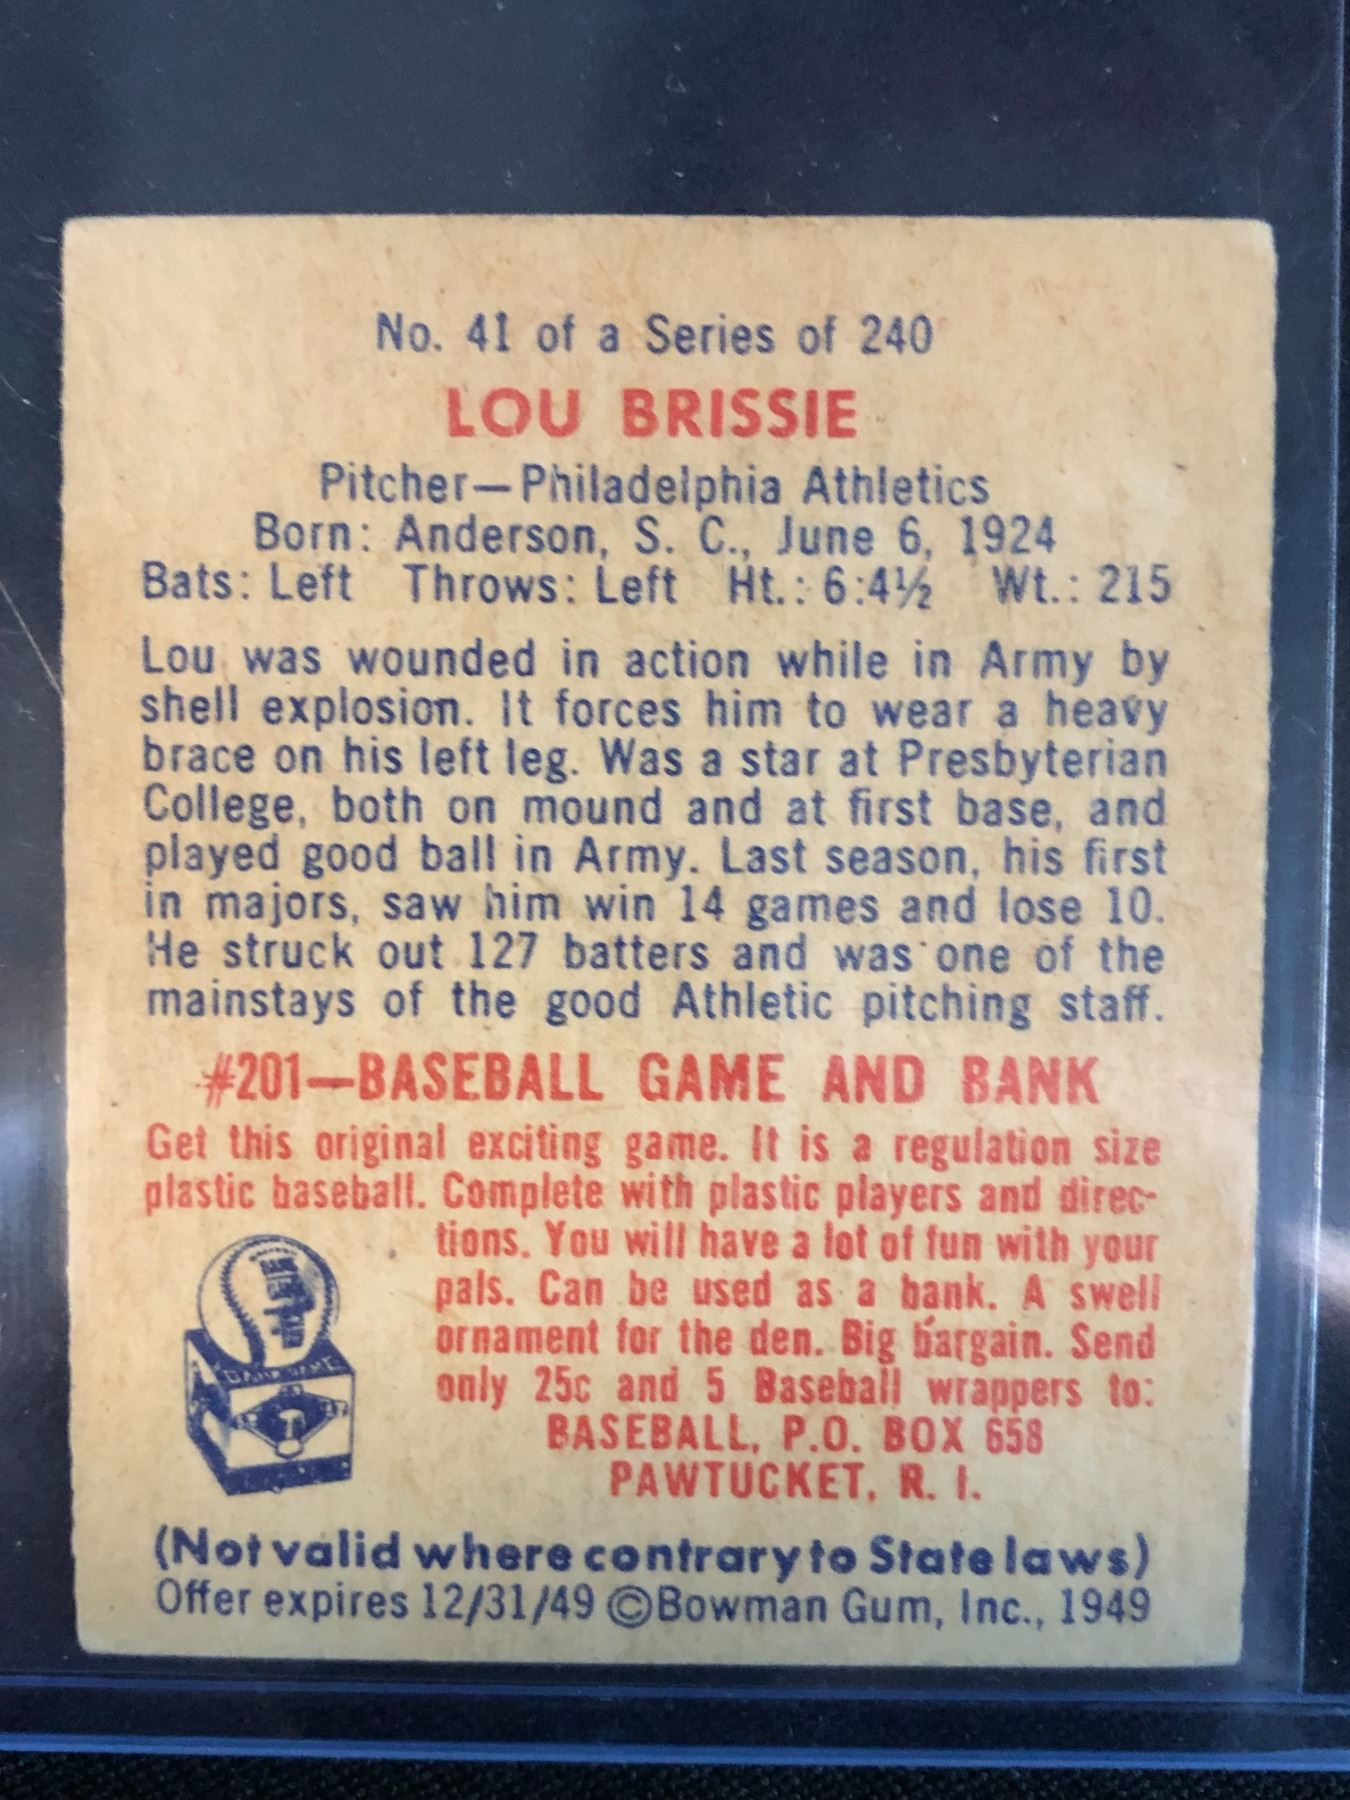 No. 41 of a Series of 240
LOU BRISSIE
Pitcher—Philadelphia Athletics
Born: Anderson, S. C., June 6, 1924
Bats: Left Throws: Left Ht.: 6:4½ Wt.: 215
Lou was wounded in action while in Army by
shell explosion. It forces him to wear a heavy
brace on his left leg. Was a star at Presbyterian
College, both on mound and at first base, and
played good ball in Army. Last season, his first
in majors, saw him win 14 games and lose 10.
He struck out 127 batters and was one of the
mainstays of the good Athletic pitching staff.
#201—BASEBALL GAME AND BANK
Get this original exciting game. It is a regulation size
plastic baseball. Complete with plastic players and direc-
tions. You will have a lot of fun with your
pals. Can be used as a bank. A swell
ornament for the den. Big bargain. Send
only 25c and 5 Baseball wrappers to:
BASEBALL, P.O. BOX 658
PAWTUCKET, R. I.
(Not valid where contrary to State laws)
Offer expires 12/31/49 ©Bowman Gum, Inc., 1949